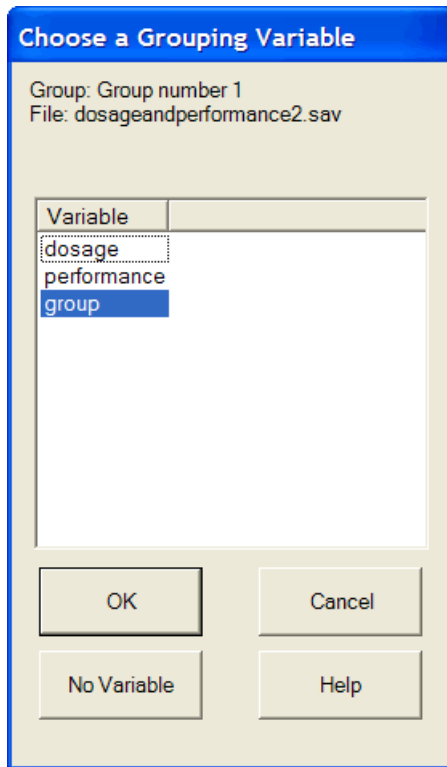 Choose a Grouping Variable
Group: Group number 1
File: dosageandperformance2.sav
Variable
dosage
performance
group
OK
Cancel
No Variable
Help